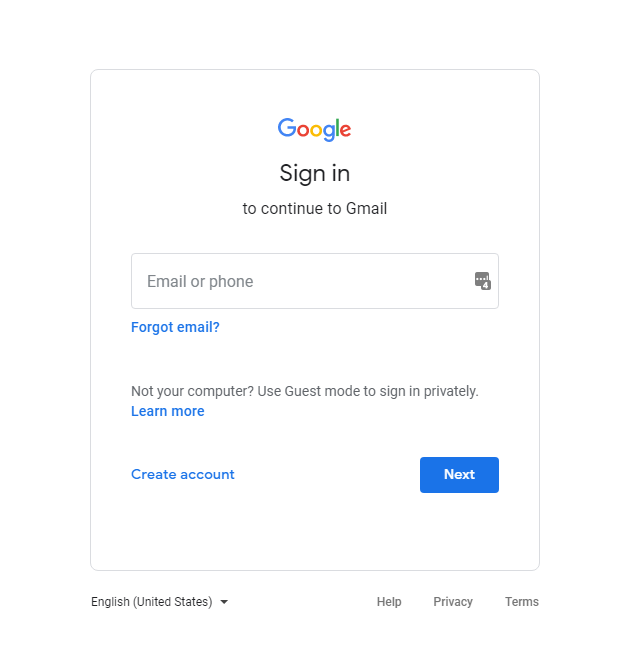 Google
Sign in
to continue to Gmail
Email or phone
4
Forgot email?
Not your computer? Use Guest mode to sign in privately.
Learn more
Create account
Next
English (United States)
Help Privacy Terms